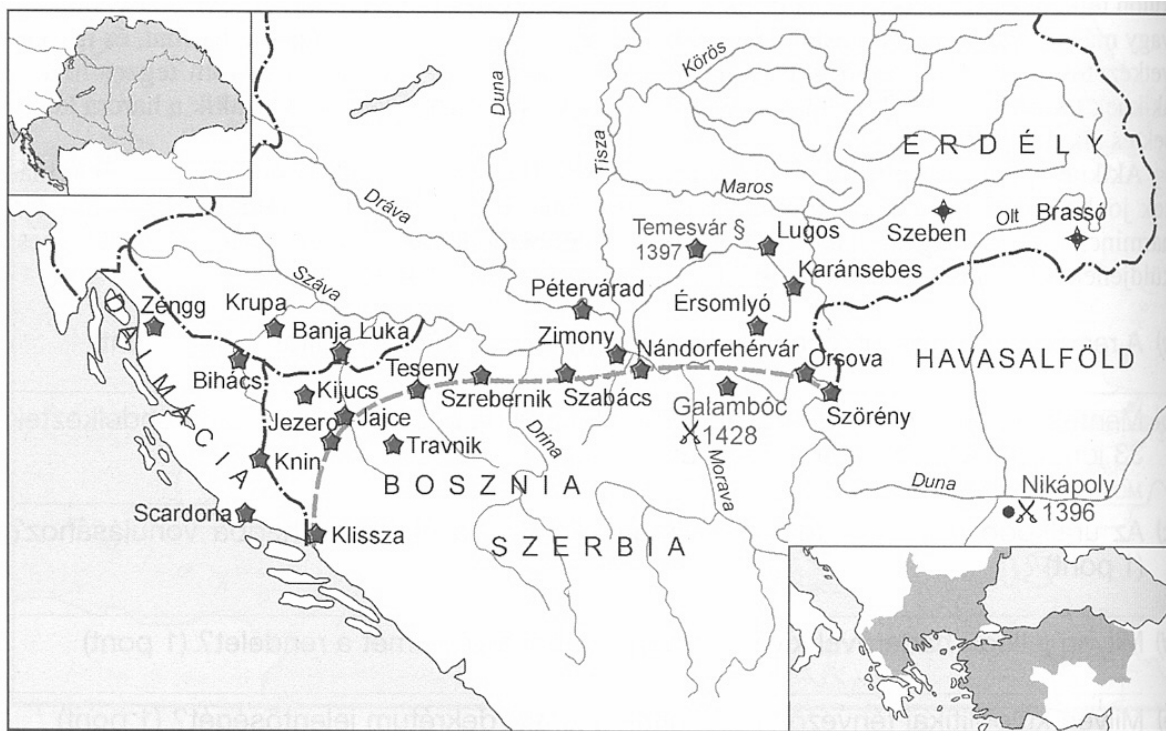 Körös
Duna
Tisza
ERDÉLY
Maros
Dráva
Olt
Brassó
Szeben
Temesvár §
1397
Lugos
Karánsebes
Száva
Zengg
Krupa
Pétervárad
Érsomlyó
Banja Luka
Zimony
Nándorfehérvár
Orsova
HAVASALFÖLD
Bihács
Teseny
Kijucs
Szrebernik
Szabács
Galambóc
1428
Szörény
DALMÁCIA
Jezero
Jajce
Travnik
Drina
Knin
BOSZNIA
Morava
Duna
Nikápoly
1396
Scardona
Klissza
SZERBIA